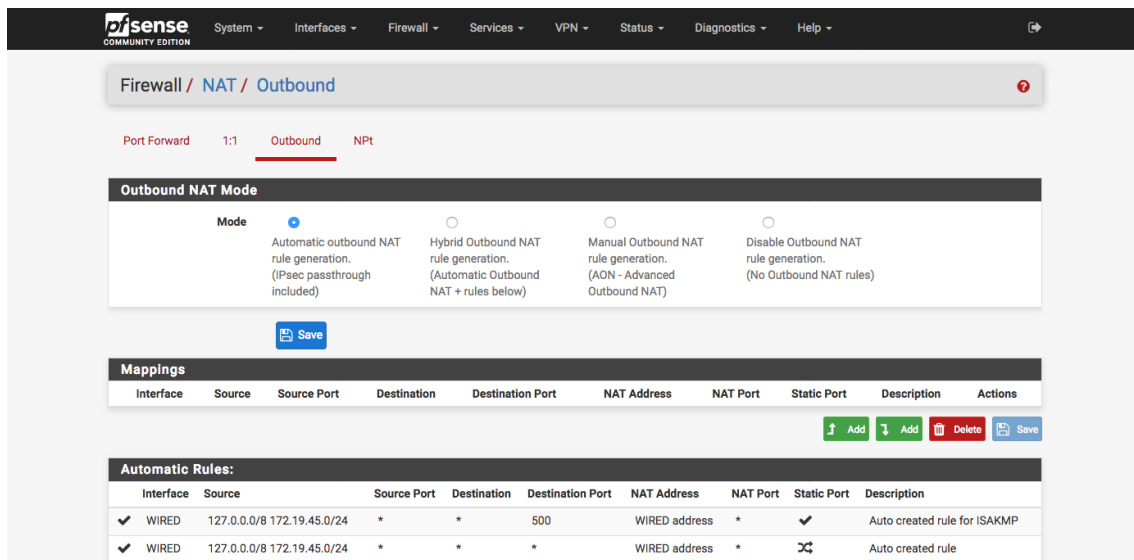 pfsense System Interfaces Firewall Services VPN Status Diagnostics Help
COMMUNITY EDITION
Firewall / NAT / Outbound
Port Forward 1:1 Outbound NPt
Outbound NAT Mode
Mode
Automatic outbound NAT
rule generation.
(IPsec passthrough
included)
Hybrid Outbound NAT
rule generation.
(Automatic Outbound
NAT + rules below)
Manual Outbound NAT
rule generation.
(AON - Advanced
Outbound NAT)
Disable Outbound NAT
rule generation.
(No Outbound NAT rules)
Save
Mappings
Interface Source Source Port Destination Destination Port NAT Address NAT Port Static Port Description Actions
Add Add Delete Save
Automatic Rules:
Interface Source Source Port Destination Destination Port NAT Address NAT Port Static Port Description
WIRED 127.0.0.0/8 172.19.45.0/24 * * 500 WIRED address * Auto created rule for ISAKMP
WIRED 127.0.0.0/8 172.19.45.0/24 * * * WIRED address * Auto created rule